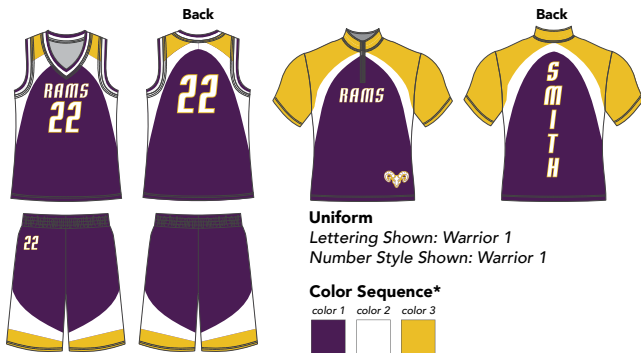 Back
Back
RAMS
22
22
RAMS
S
M
I
T
H
22
Uniform
Lettering Shown: Warrior 1
Number Style Shown: Warrior 1
Color Sequence*
color 1 color 2 color 3